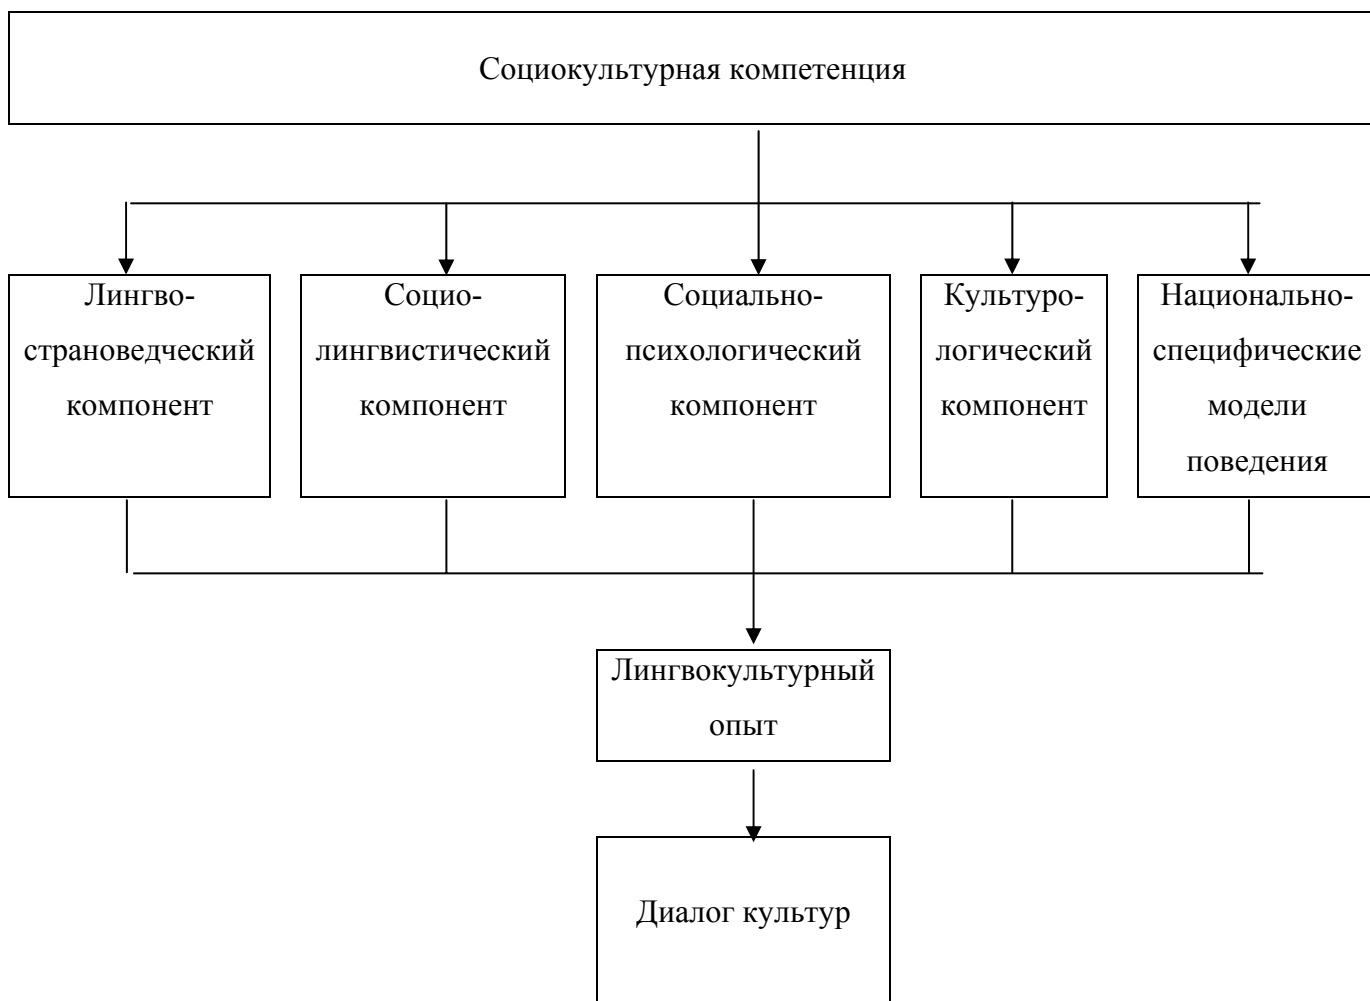 Социокультурная компетенция
Лингво-
страноведческий
компонент
Социо-
лингвистический
компонент
Социально-
психологический
компонент
Культуро-
логический
компонент
Национально-
специфические
модели
поведения
Лингвокультурный
опыт
Диалог культур